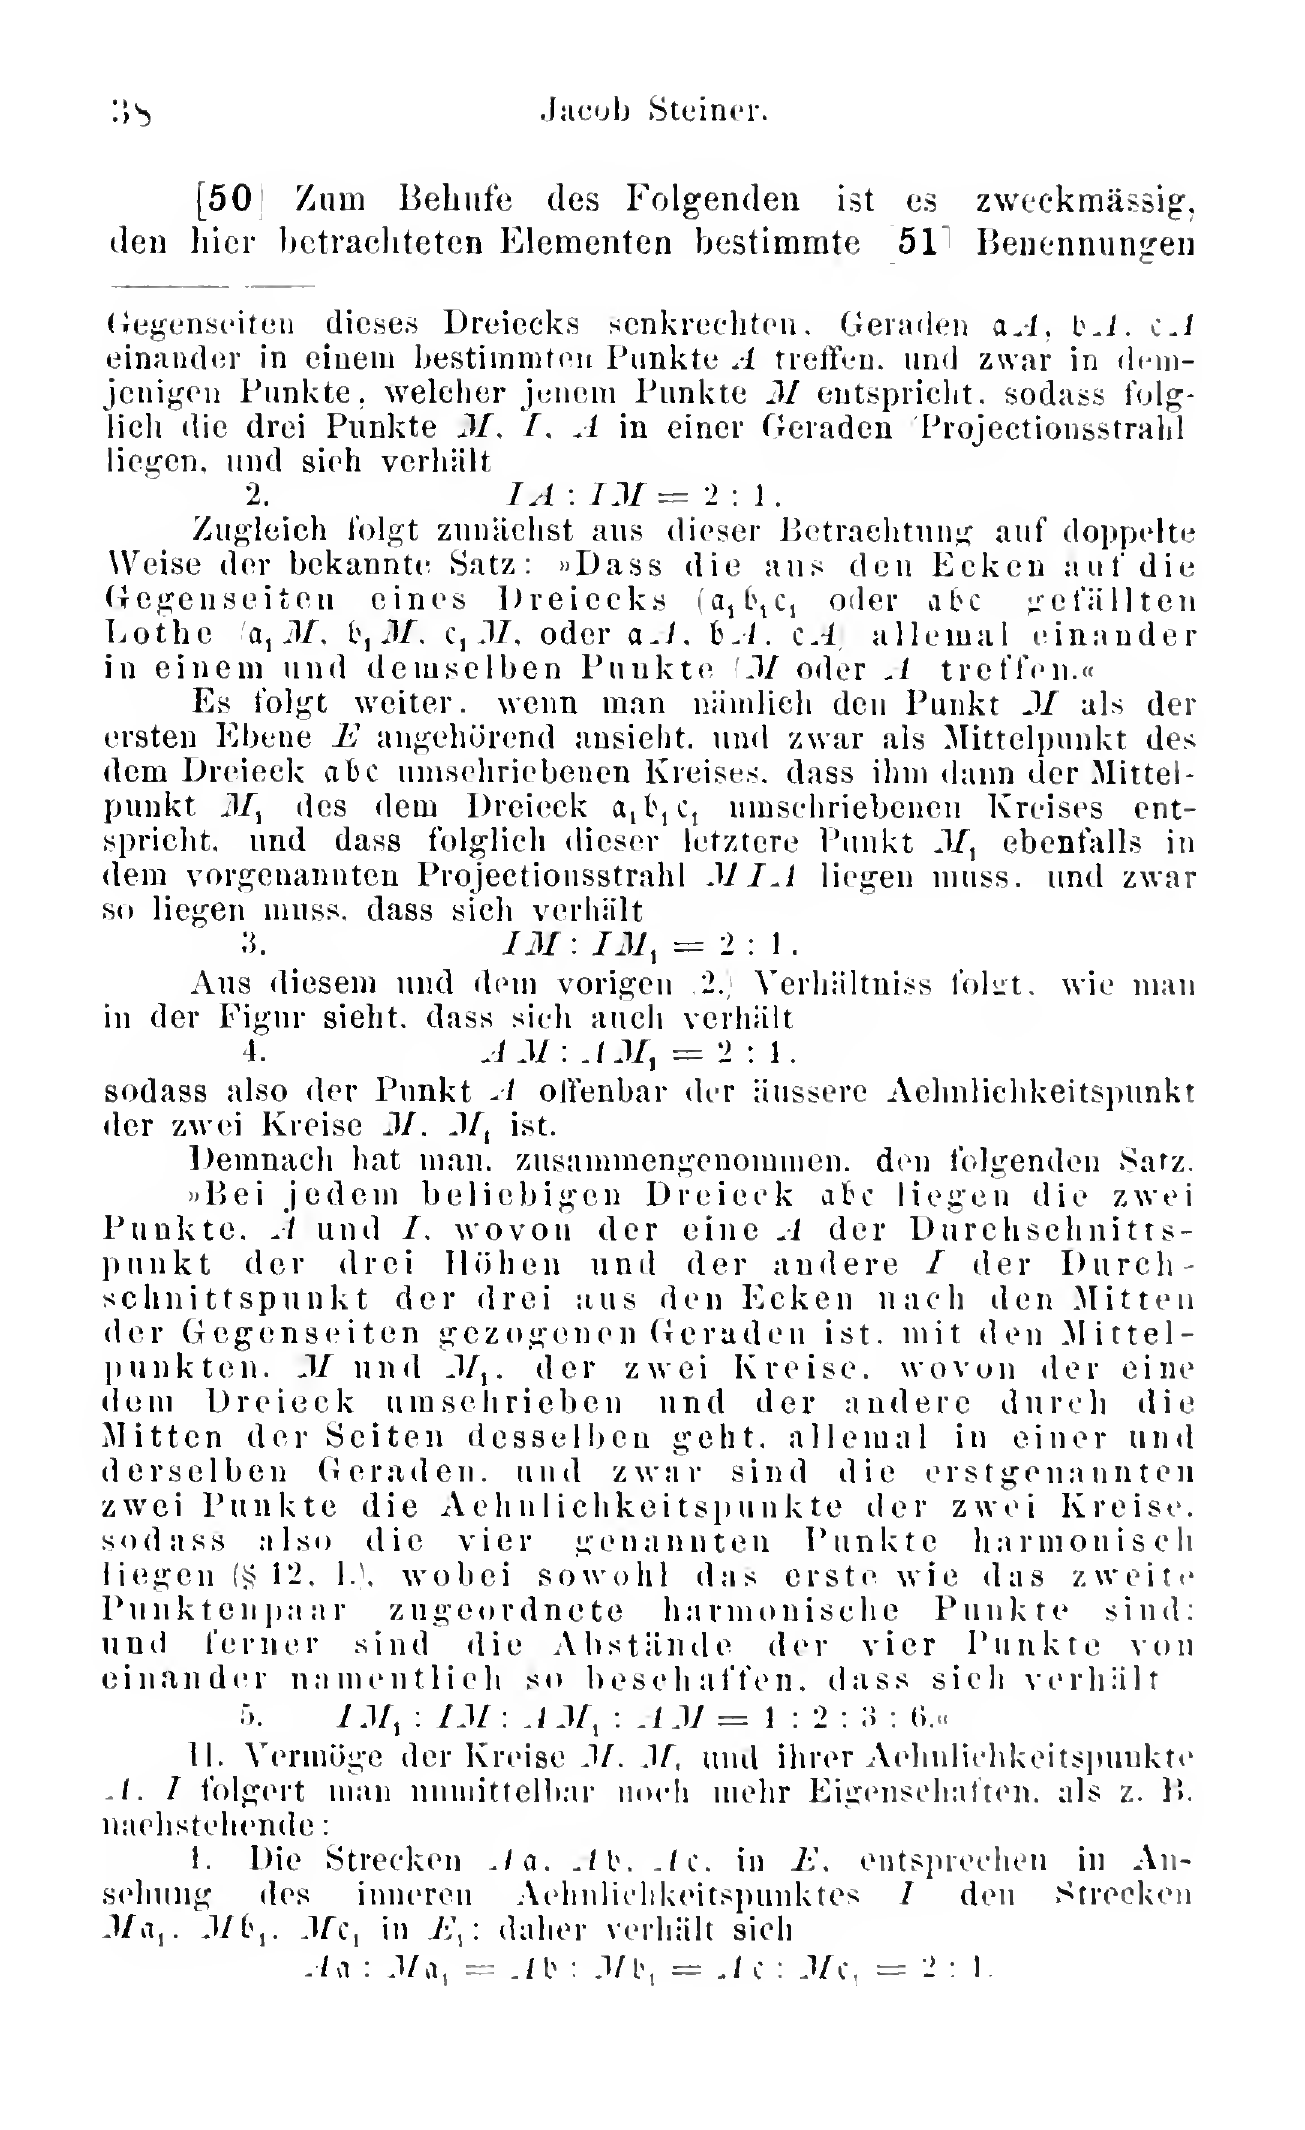 38 Jacob Steiner.
[50] Zum Behufe des Folgenden ist es zweckmässig,
den hier betrachteten Elementen bestimmte [51] Benennungen
Gegenseiten dieses Dreiecks senkrechten, Geraden aA, bA, cA
einander in einem bestimmten Punkte A treffen, und zwar in dem-
jenigen Punkte, welcher jenem Punkte M entspricht, sodass folg-
lich die drei Punkte M, I, A in einer Geraden (Projectionsstrahl)
liegen, und sich verhält
2. IA : IM = 2 : 1.
Zugleich folgt zunächst aus dieser Betrachtung auf doppelte
Weise der bekannte Satz: »Dass die aus den Ecken auf die
Gegenseiten eines Dreiecks (a₁b₁c₁ oder abc) gefällten
Lothe (a₁M, b₁M, c₁M, oder aA, bA, cA) allemal einander
in einem und demselben Punkte (M oder A) treffen.«
Es folgt weiter, wenn man nämlich den Punkt M als der
ersten Ebene E angehörend ansieht, und zwar als Mittelpunkt des
dem Dreieck abc umschriebenen Kreises, dass ihm dann der Mittel-
punkt M₁ des dem Dreieck a₁b₁c₁ umschriebenen Kreises ent-
spricht, und dass folglich dieser letztere Punkt M₁ ebenfalls in
dem vorgenannten Projectionsstrahl MIA liegen muss, und zwar
so liegen muss, dass sich verhält
3. IM : IM₁ = 2 : 1.
Aus diesem und dem vorigen (2.) Verhältniss folgt, wie man
in der Figur sieht, dass sich auch verhält
4. AM : AM₁ = 2 : 1.
sodass also der Punkt A offenbar der äussere Aehnlichkeitspunkt
der zwei Kreise M, M₁ ist.
Demnach hat man, zusammengenommen, den folgenden Satz.
»Bei jedem beliebigen Dreieck abc liegen die zwei
Punkte, A und I, wovon der eine A der Durchschnitts-
punkt der drei Höhen und der andere I der Durch-
schnittspunkt der drei aus den Ecken nach den Mitten
der Gegenseiten gezogenen Geraden ist, mit den Mittel-
punkten, M und M₁, der zwei Kreise, wovon der eine
dem Dreieck umschrieben und der andere durch die
Mitten der Seiten desselben geht, allemal in einer und
derselben Geraden, und zwar sind die erstgenannten
zwei Punkte die Aehnlichkeitspunkte der zwei Kreise,
sodass also die vier genannten Punkte harmonisch
liegen (§ 12, I.), wobei sowohl das erste wie das zweite
Punktenpaar zugeordnete harmonische Punkte sind;
und ferner sind die Abstände der vier Punkte von
einander namentlich so beschaffen, dass sich verhält
5. IM₁ : IM : AM₁ : AM = 1 : 2 : 3 : 6.«
II. Vermöge der Kreise M, M₁ und ihrer Aehnlichkeitspunkte
A, I folgert man unmittelbar noch mehr Eigenschaften, als z. B.
nachstehende:
1. Die Strecken Aa, Ab, Ac, in E, entsprechen in An-
sehung des inneren Aehnlichkeitspunktes I den Strecken
Ma₁, Mb₁, Mc₁ in E₁; daher verhält sich
Aa : Ma₁ = Ab : Mb₁ = Ac : Mc₁ = 2 : 1.